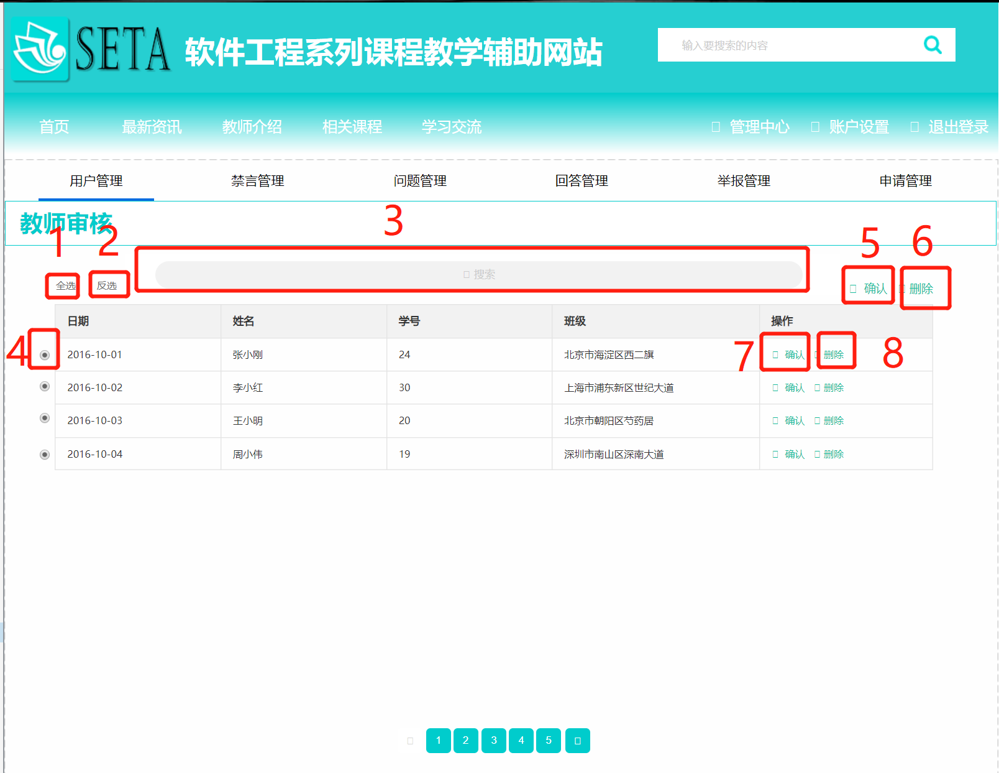 SETA 软件工程系列课程教学辅助网站 输入要搜索的内容
首页 最新资讯 教师介绍 相关课程 学习交流 管理中心 账户设置 退出登录
用户管理 禁言管理 问题管理 回答管理 举报管理 申请管理
教师审核
1 2 3 5 6
全选 反选 搜索 确认 删除
日期 姓名 学号 班级 操作
4 2016-10-01 张小刚 24 北京市海淀区西二旗 7 确认 删除 8
2016-10-02 李小红 30 上海市浦东新区世纪大道 确认 删除
2016-10-03 王小明 20 北京市朝阳区芍药居 确认 删除
2016-10-04 周小伟 19 深圳市南山区深南大道 确认 删除
1 2 3 4 5